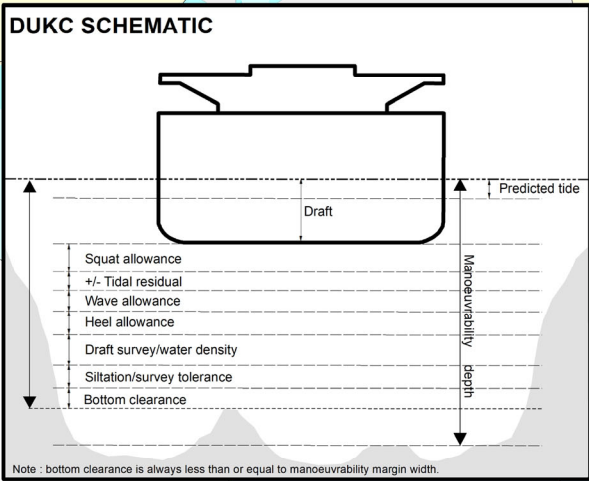 DUKC SCHEMATIC
Predicted tide
Draft
Squat allowance
+/- Tidal residual
Wave allowance
Heel allowance
Draft survey/water density
Siltation/survey tolerance
Bottom clearance
Manoeuvrability depth
Note : bottom clearance is always less than or equal to manoeuvrability margin width.